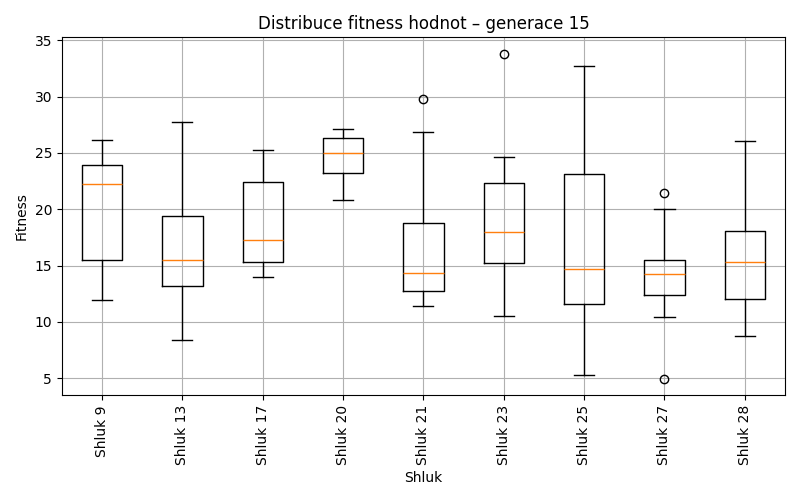 Distribuce fitness hodnot – generace 15
Fitness
35
30
25
20
15
10
5
Shluk 9
Shluk 13
Shluk 17
Shluk 20
Shluk 21
Shluk 23
Shluk 25
Shluk 27
Shluk 28
Shluk